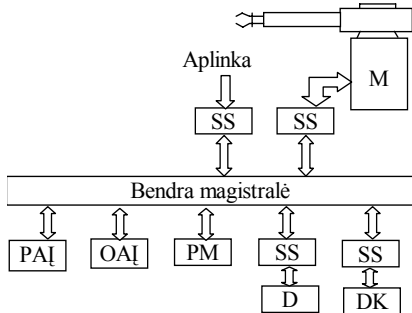 Aplinka
M
SS
SS
Bendra magistralė
PAĮ
OAĮ
PM
SS
SS
D
DK